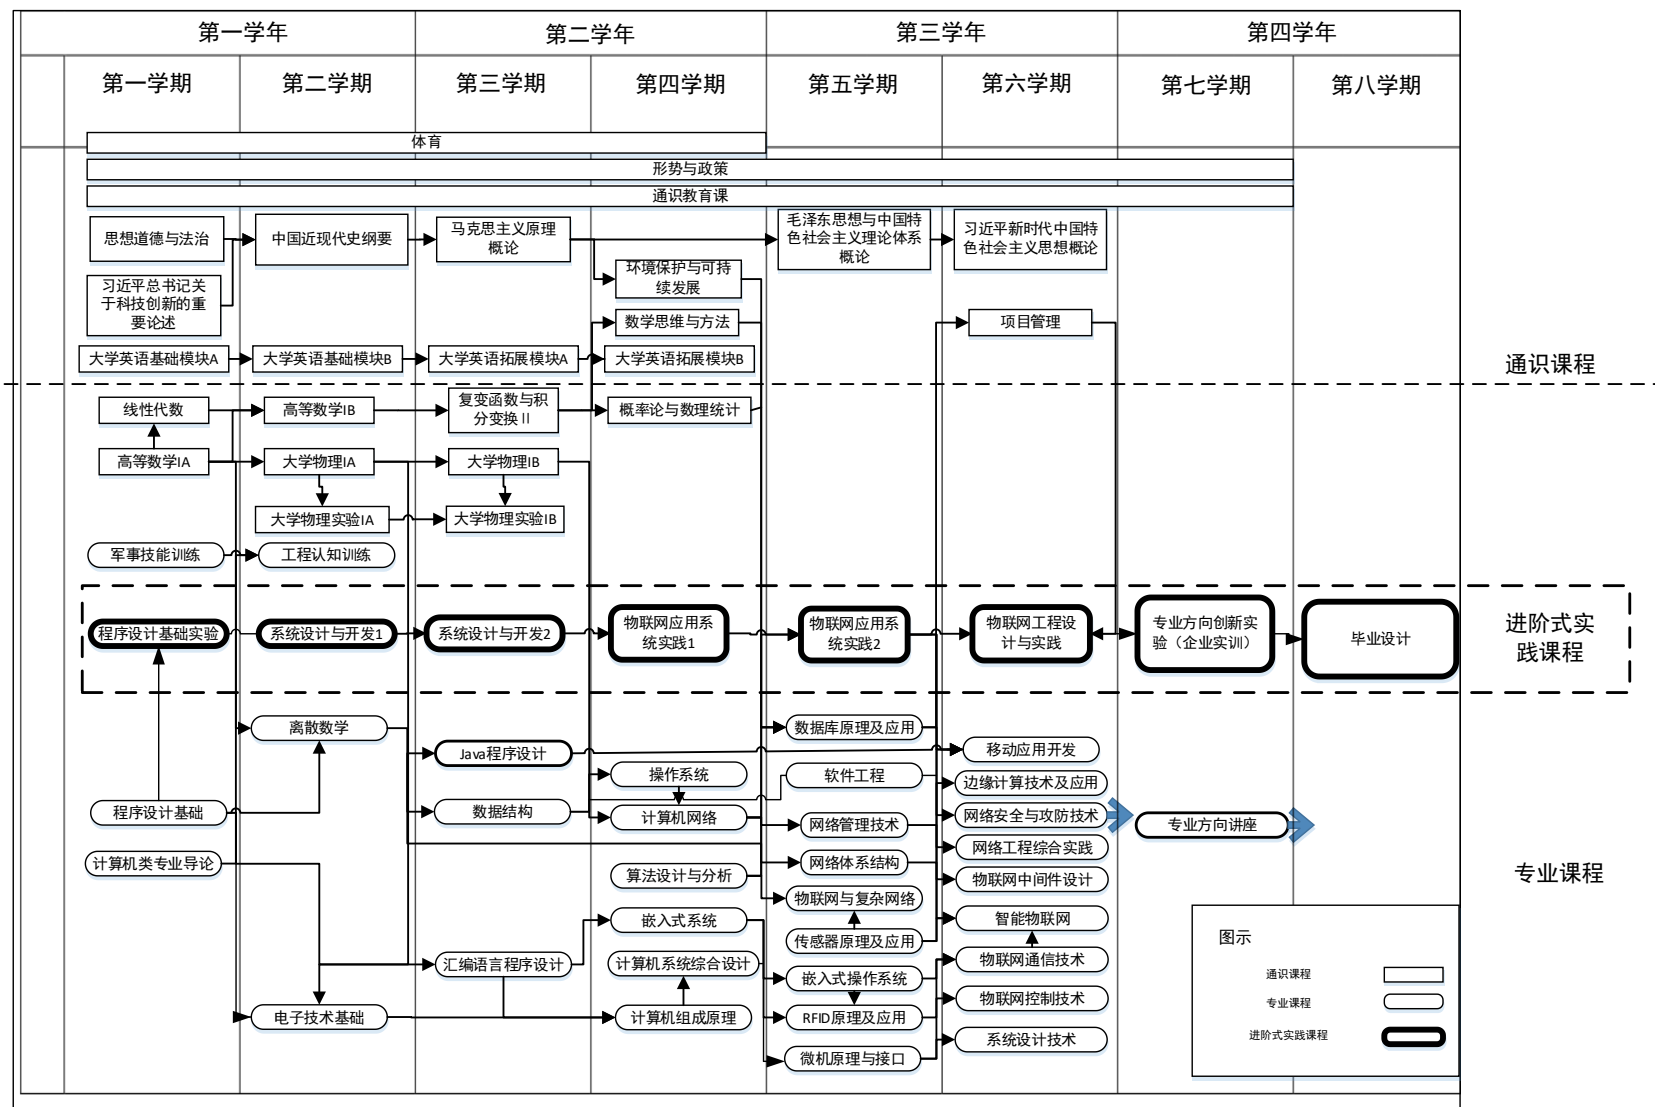 第一学年
第二学年
第三学年
第四学年
第一学期
第二学期
第三学期
第四学期
第五学期
第六学期
第七学期
第八学期
体育
形势与政策
通识教育课
思想道德与法治
中国近现代史纲要
马克思主义原理
概论
毛泽东思想与中国特
色社会主义理论体系
概论
习近平新时代中国特
色社会主义思想概论
习近平总书记关
于科技创新的重
要论述
环境保护与可持
续发展
数学思维与方法
项目管理
大学英语基础模块A
大学英语基础模块B
大学英语拓展模块A
大学英语拓展模块B
通识课程
线性代数
高等数学IB
复变函数与积
分变换Ⅱ
概率论与数理统计
高等数学IA
大学物理IA
大学物理IB
大学物理实验IA
大学物理实验IB
军事技能训练
工程认知训练
程序设计基础实验
系统设计与开发1
系统设计与开发2
物联网应用系
统实践1
物联网应用系
统实践2
物联网工程设
计与实践
专业方向创新实
验（企业实训）
毕业设计
进阶式实
践课程
离散数学
数据库原理及应用
Java程序设计
移动应用开发
操作系统
软件工程
边缘计算技术及应用
程序设计基础
数据结构
计算机网络
网络管理技术
网络安全与攻防技术
专业方向讲座
网络工程综合实践
计算机类专业导论
网络体系结构
算法设计与分析
物联网中间件设计
专业课程
物联网与复杂网络
嵌入式系统
智能物联网
传感器原理及应用
汇编语言程序设计
计算机系统综合设计
物联网通信技术
嵌入式操作系统
物联网控制技术
电子技术基础
计算机组成原理
RFID原理及应用
系统设计技术
微机原理与接口
图示
通识课程
专业课程
进阶式实践课程